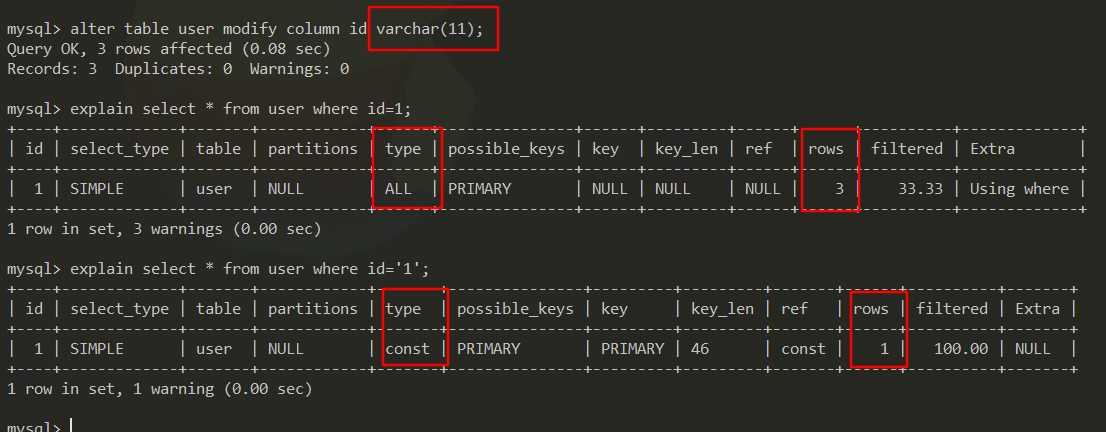 mysql> alter table user modify column id varchar(11);
Query OK, 3 rows affected (0.08 sec)
Records: 3  Duplicates: 0  Warnings: 0
mysql> explain select * from user where id=1;
+----+-------------+-------+------------+------+---------------+------+---------+------+------+----------+-------------+
| id | select_type | table | partitions | type | possible_keys | key  | key_len | ref  | rows | filtered | Extra       |
+----+-------------+-------+------------+------+---------------+------+---------+------+------+----------+-------------+
|  1 | SIMPLE      | user  | NULL       | ALL  | PRIMARY       | NULL | NULL    | NULL |    3 |    33.33 | Using where |
+----+-------------+-------+------------+------+---------------+------+---------+------+------+----------+-------------+
1 row in set, 3 warnings (0.00 sec)
mysql> explain select * from user where id='1';
+----+-------------+-------+------------+-------+---------------+---------+---------+-------+------+----------+-------+
| id | select_type | table | partitions | type  | possible_keys | key     | key_len | ref   | rows | filtered | Extra |
+----+-------------+-------+------------+-------+---------------+---------+---------+-------+------+----------+-------+
|  1 | SIMPLE      | user  | NULL       | const | PRIMARY       | PRIMARY | 46      | const |    1 |   100.00 | NULL  |
+----+-------------+-------+------------+-------+---------------+---------+---------+-------+------+----------+-------+
1 row in set, 1 warning (0.00 sec)
mysql>